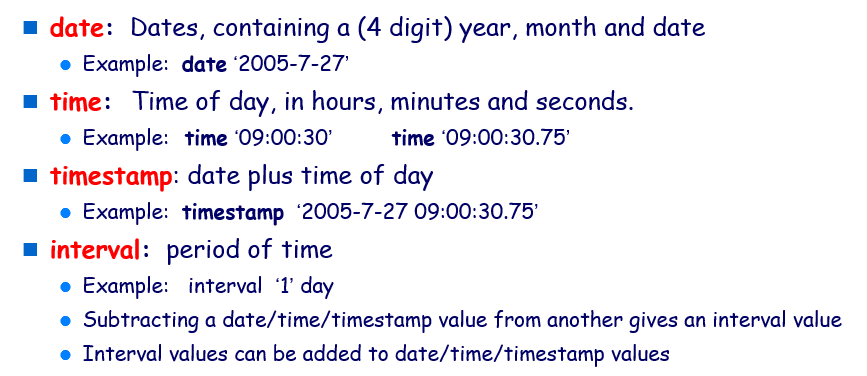 date: Dates, containing a (4 digit) year, month and date
Example: date ‘2005-7-27’
time: Time of day, in hours, minutes and seconds.
Example: time ‘09:00:30’ time ‘09:00:30.75’
timestamp: date plus time of day
Example: timestamp ‘2005-7-27 09:00:30.75’
interval: period of time
Example: interval ‘1’ day
Subtracting a date/time/timestamp value from another gives an interval value
Interval values can be added to date/time/timestamp values